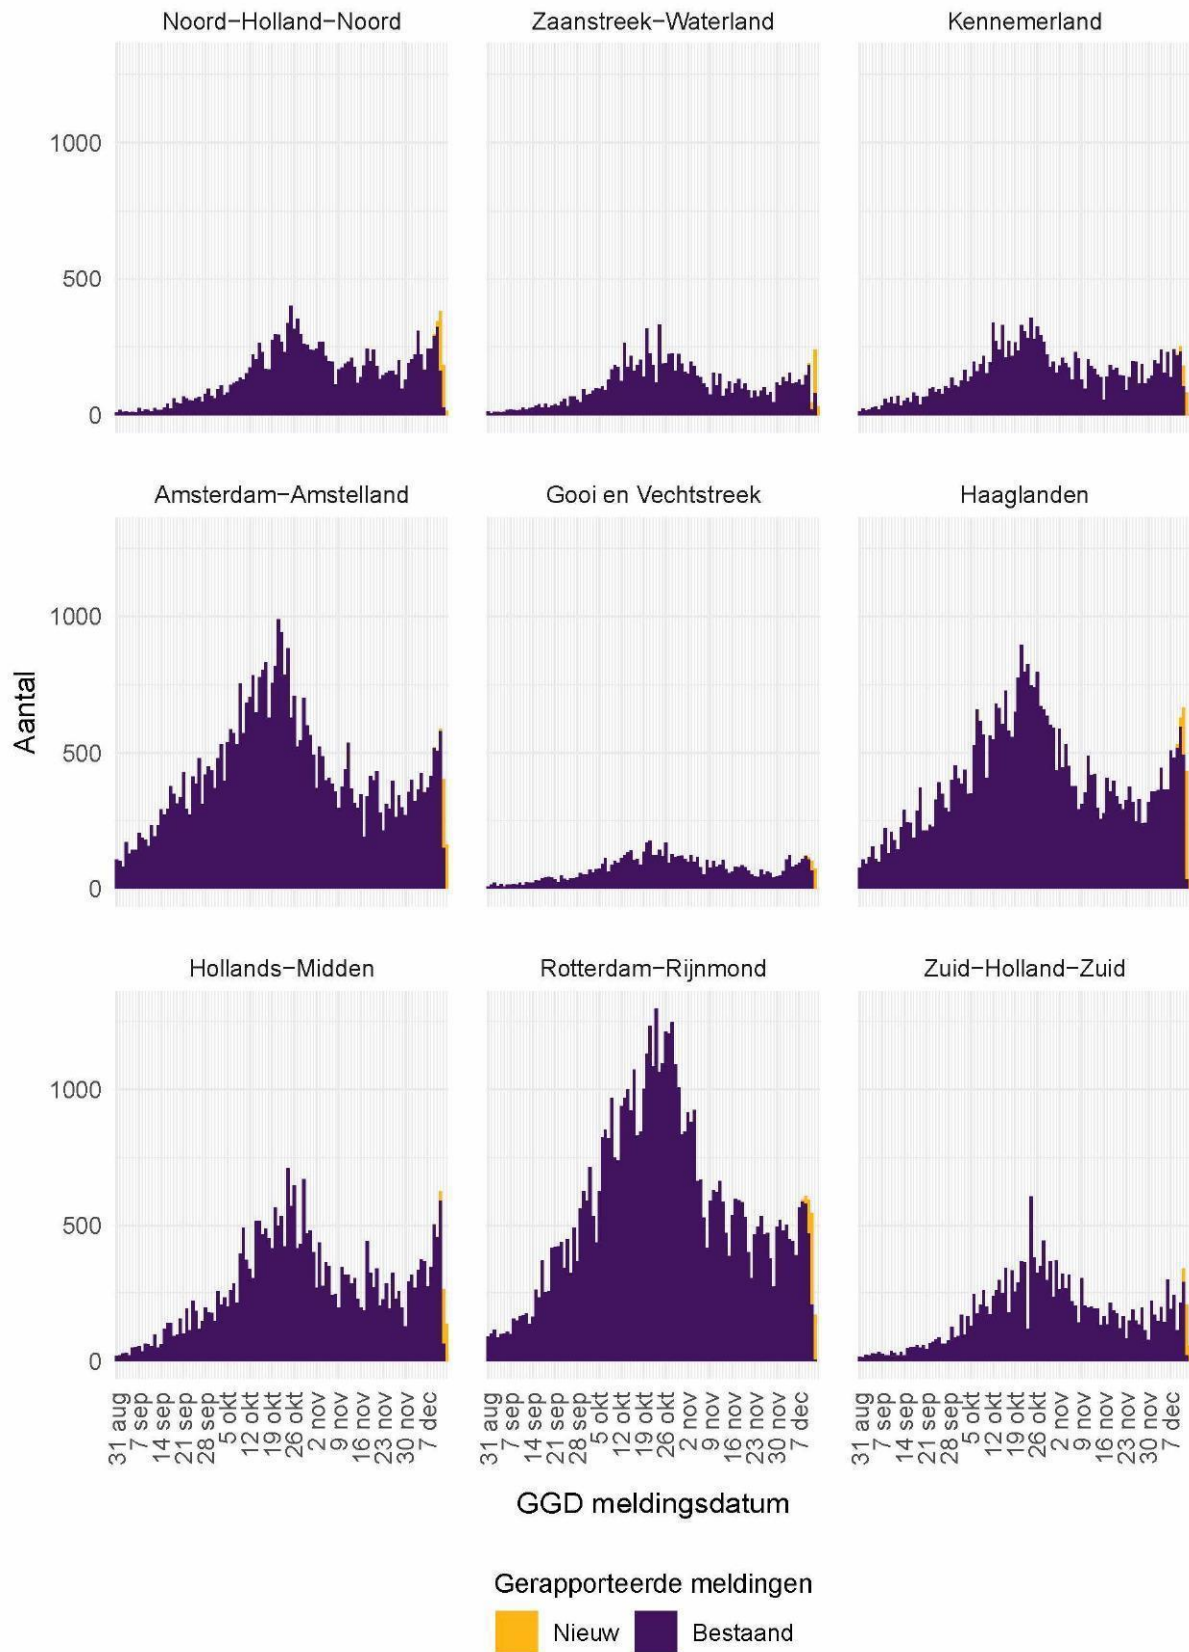 Noord−Holland−Noord Zaanstreek−Waterland Kennemerland
1000
500
0
Amsterdam−Amstelland Gooi en Vechtstreek Haaglanden
1000
500
0
Aantal
Hollands−Midden Rotterdam−Rijnmond Zuid−Holland−Zuid
1000
500
0
31 aug 7 sep 14 sep 21 sep 28 sep 5 okt 12 okt 19 okt 26 okt 2 nov 9 nov 16 nov 23 nov 30 nov 7 dec
31 aug 7 sep 14 sep 21 sep 28 sep 5 okt 12 okt 19 okt 26 okt 2 nov 9 nov 16 nov 23 nov 30 nov 7 dec
31 aug 7 sep 14 sep 21 sep 28 sep 5 okt 12 okt 19 okt 26 okt 2 nov 9 nov 16 nov 23 nov 30 nov 7 dec
GGD meldingsdatum
Gerapporteerde meldingen
Nieuw Bestaand